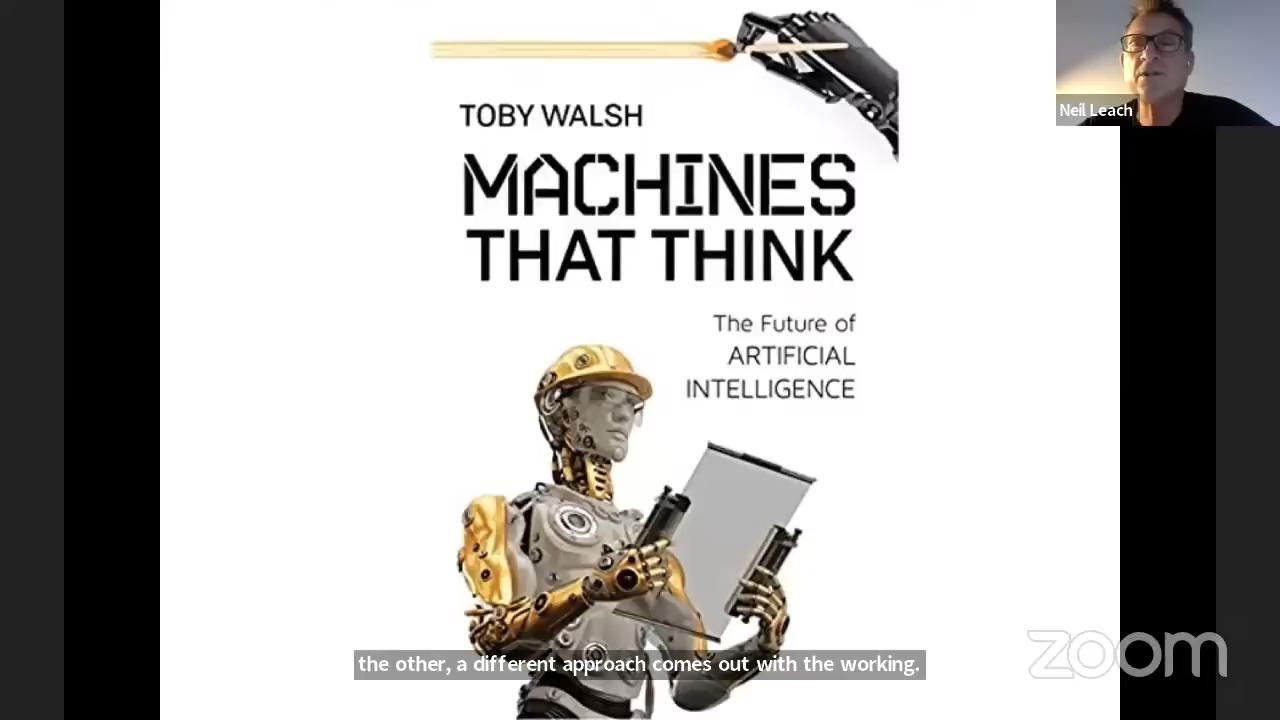 TOBY WALSH
MACHINES
THAT THINK
The Future of
ARTIFICIAL
INTELLIGENCE
Neil Leach
the other, a different approach comes out with the working.
zoom